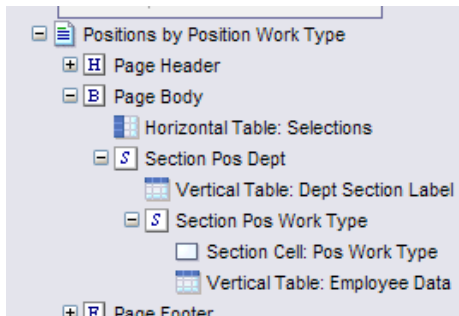 Positions by Position Work Type
H Page Header
B Page Body
Horizontal Table: Selections
S Section Pos Dept
Vertical Table: Dept Section Label
S Section Pos Work Type
Section Cell: Pos Work Type
Vertical Table: Employee Data
F Page Footer